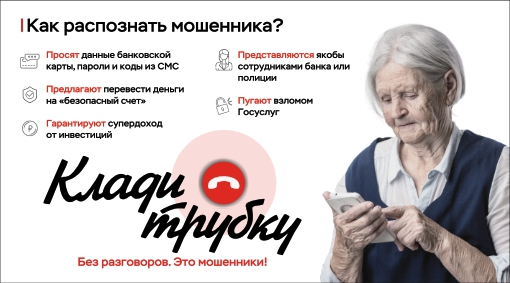 Как распознать мошенника?
Просят данные банковской
карты, пароли и коды из СМС
Предлагают перевести деньги
на «безопасный счет»
Гарантируют супердоход
от инвестиций
Представляются якобы
сотрудниками банка или
полиции
Пугают взломом
Госуслуг
Клади
трубку
Без разговоров. Это мошенники!